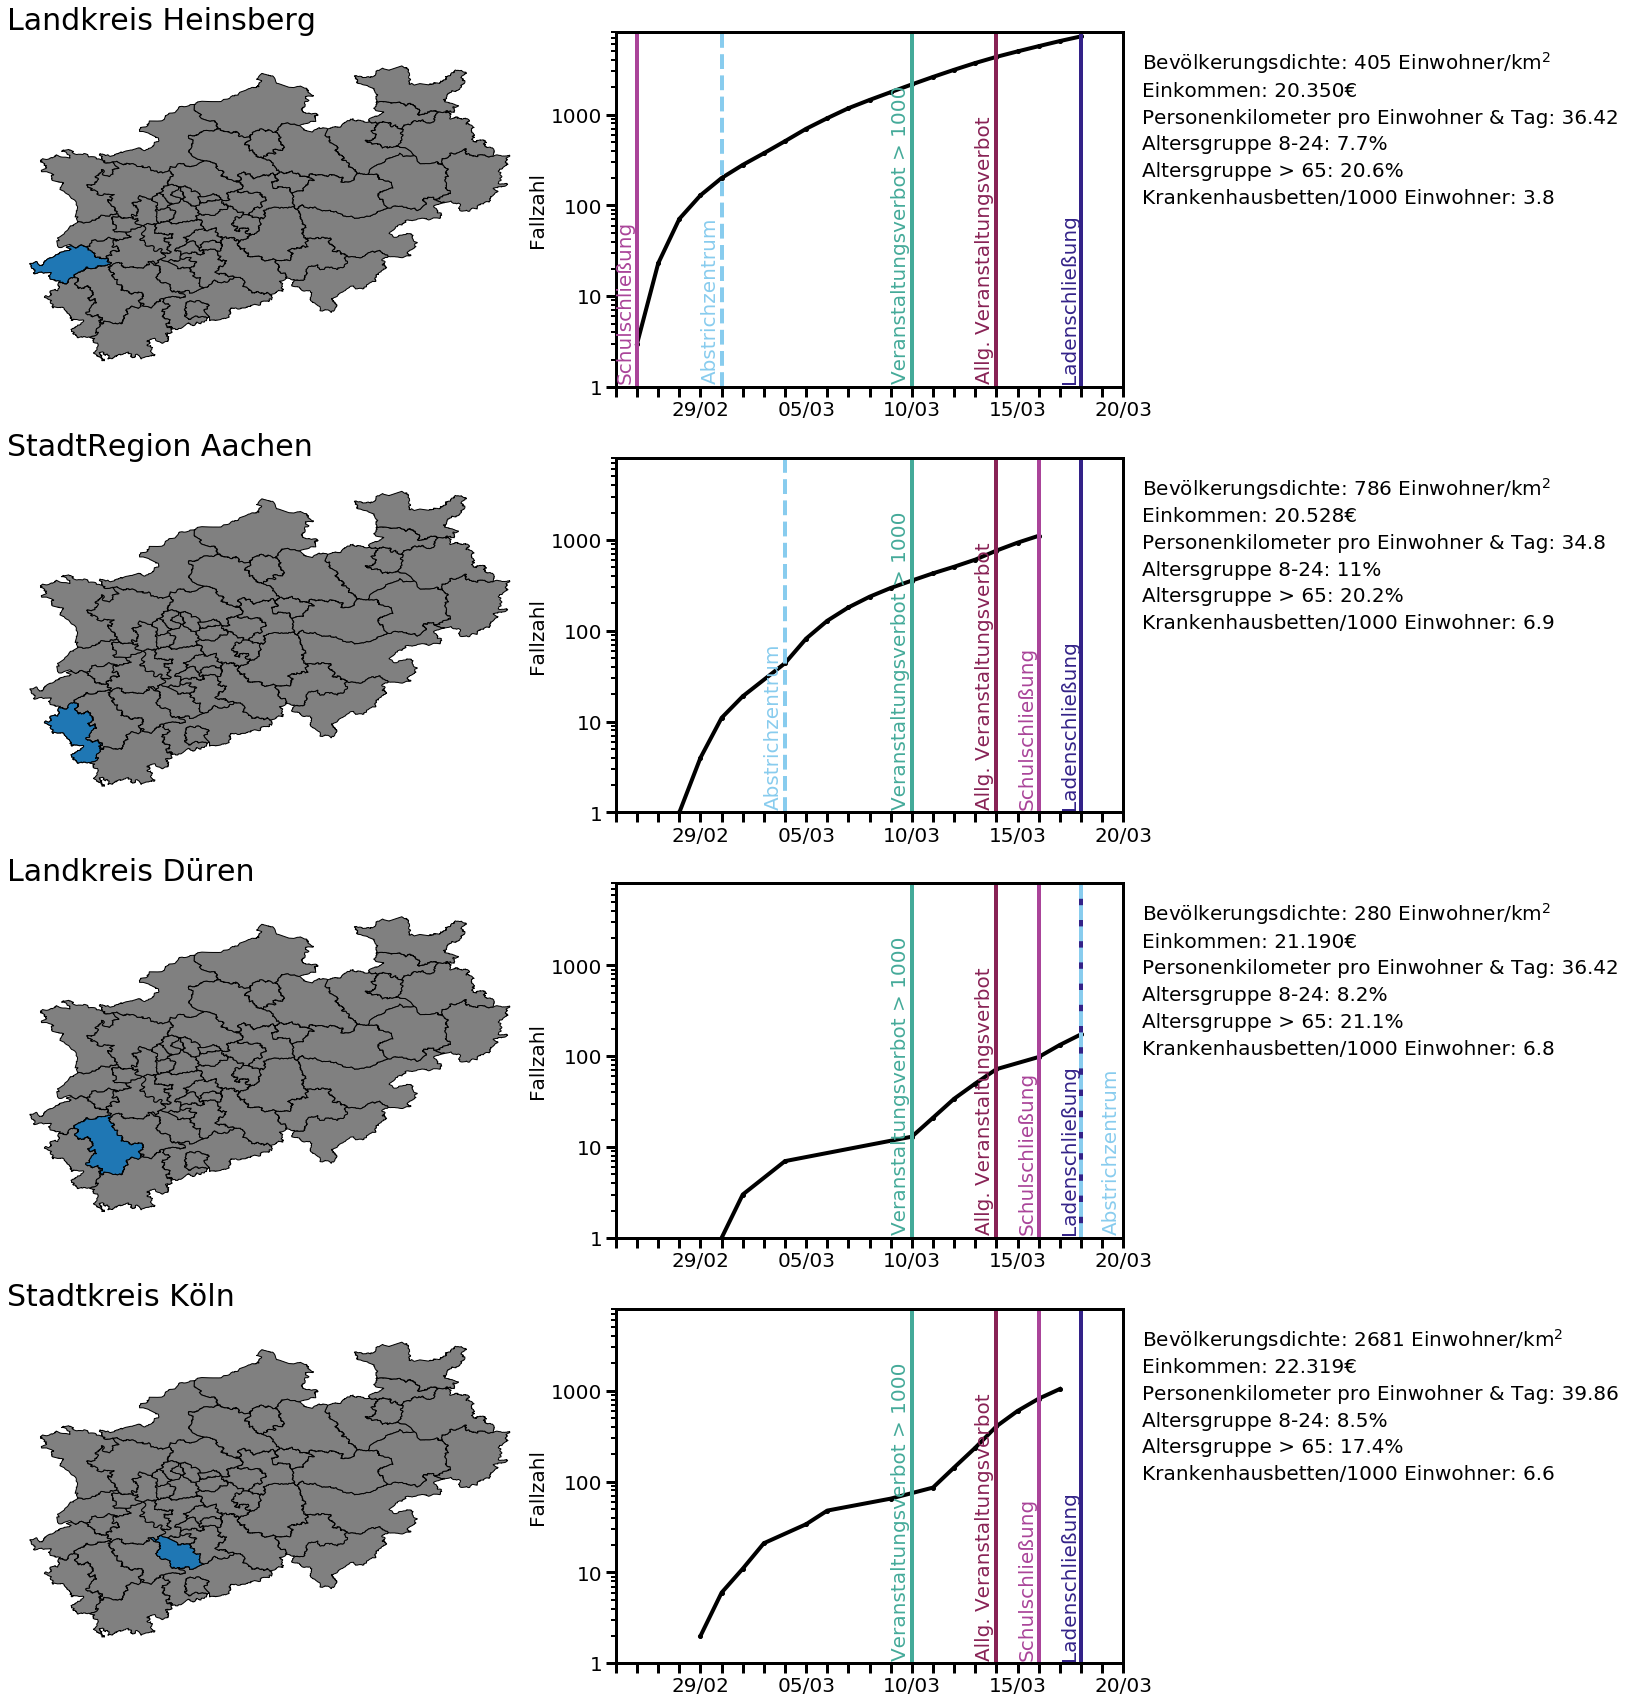 Landkreis Heinsberg
Fallzahl
1000
100
10
1
Schulschließung
Abstrichzentrum
Veranstaltungsverbot > 1000
Allg. Veranstaltungsverbot
Ladenschließung
29/02 05/03 10/03 15/03 20/03
Bevölkerungsdichte: 405 Einwohner/km²
Einkommen: 20.350€
Personenkilometer pro Einwohner & Tag: 36.42
Altersgruppe 8-24: 7.7%
Altersgruppe > 65: 20.6%
Krankenhausbetten/1000 Einwohner: 3.8
StadtRegion Aachen
Fallzahl
1000
100
10
1
Abstrichzentrum
Veranstaltungsverbot > 1000
Allg. Veranstaltungsverbot
Schulschließung
Ladenschließung
29/02 05/03 10/03 15/03 20/03
Bevölkerungsdichte: 786 Einwohner/km²
Einkommen: 20.528€
Personenkilometer pro Einwohner & Tag: 34.8
Altersgruppe 8-24: 11%
Altersgruppe > 65: 20.2%
Krankenhausbetten/1000 Einwohner: 6.9
Landkreis Düren
Fallzahl
1000
100
10
1
Veranstaltungsverbot > 1000
Allg. Veranstaltungsverbot
Schulschließung
Ladenschließung
Abstrichzentrum
29/02 05/03 10/03 15/03 20/03
Bevölkerungsdichte: 280 Einwohner/km²
Einkommen: 21.190€
Personenkilometer pro Einwohner & Tag: 36.42
Altersgruppe 8-24: 8.2%
Altersgruppe > 65: 21.1%
Krankenhausbetten/1000 Einwohner: 6.8
Stadtkreis Köln
Fallzahl
1000
100
10
1
Veranstaltungsverbot > 1000
Allg. Veranstaltungsverbot
Schulschließung
Ladenschließung
29/02 05/03 10/03 15/03 20/03
Bevölkerungsdichte: 2681 Einwohner/km²
Einkommen: 22.319€
Personenkilometer pro Einwohner & Tag: 39.86
Altersgruppe 8-24: 8.5%
Altersgruppe > 65: 17.4%
Krankenhausbetten/1000 Einwohner: 6.6